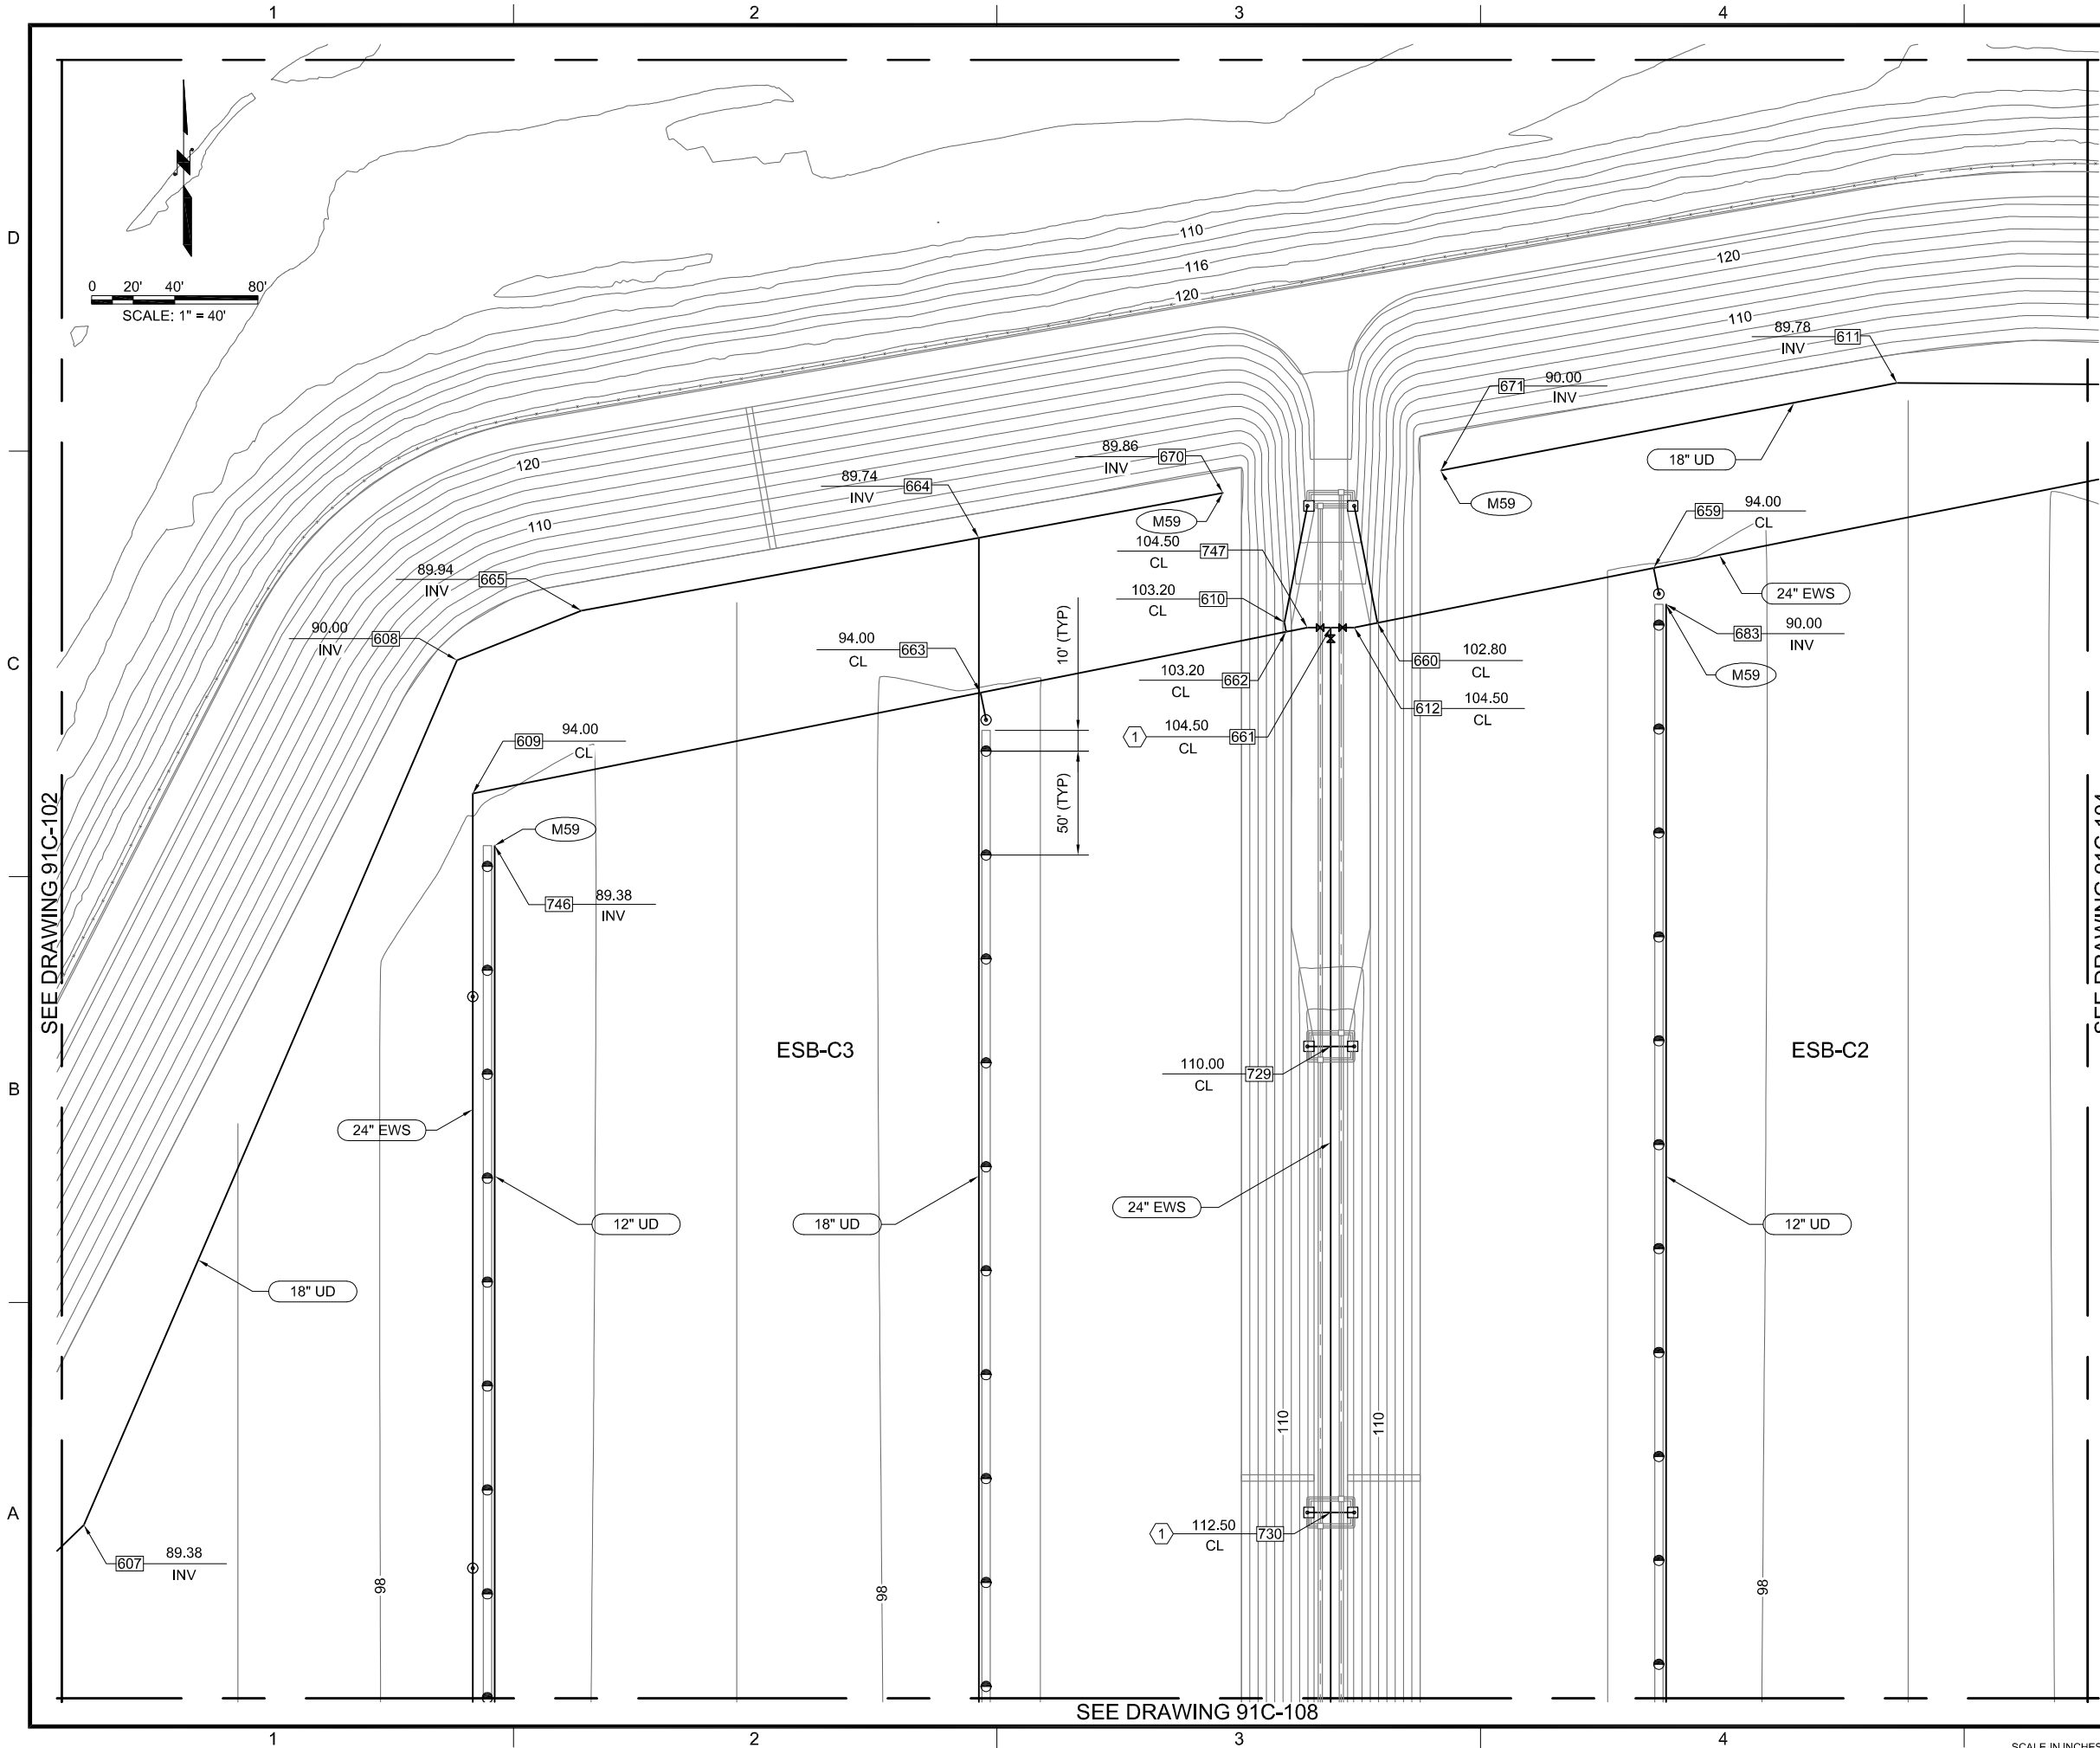 1 2 3 4
D
N
0 20' 40' 80'
SCALE: 1" = 40'
110
116
120
120
110
89.78 611
INV
671 90.00
INV
120
89.86 670
INV
18" UD
89.74 664
INV
M59
110
M59
659 94.00
CL
104.50 747
CL
89.94 665
INV
24" EWS
103.20 610
CL
10' (TYP)
90.00 608
INV
683 90.00
INV
C
94.00 663
CL
660 102.80
CL
103.20 662
CL
M59
612 104.50
CL
609 94.00
CL
1 104.50 661
CL
50' (TYP)
SEE DRAWING 91C-102
M59
746 89.38
INV
ESB-C3
ESB-C2
110.00 729
CL
B
24" EWS
24" EWS
12" UD
18" UD
12" UD
18" UD
110
110
A
1 112.50 730
CL
607 89.38
INV
98
98
98
SEE DRAWING 91C-108
1 2 3 4
SCALE IN INCHES